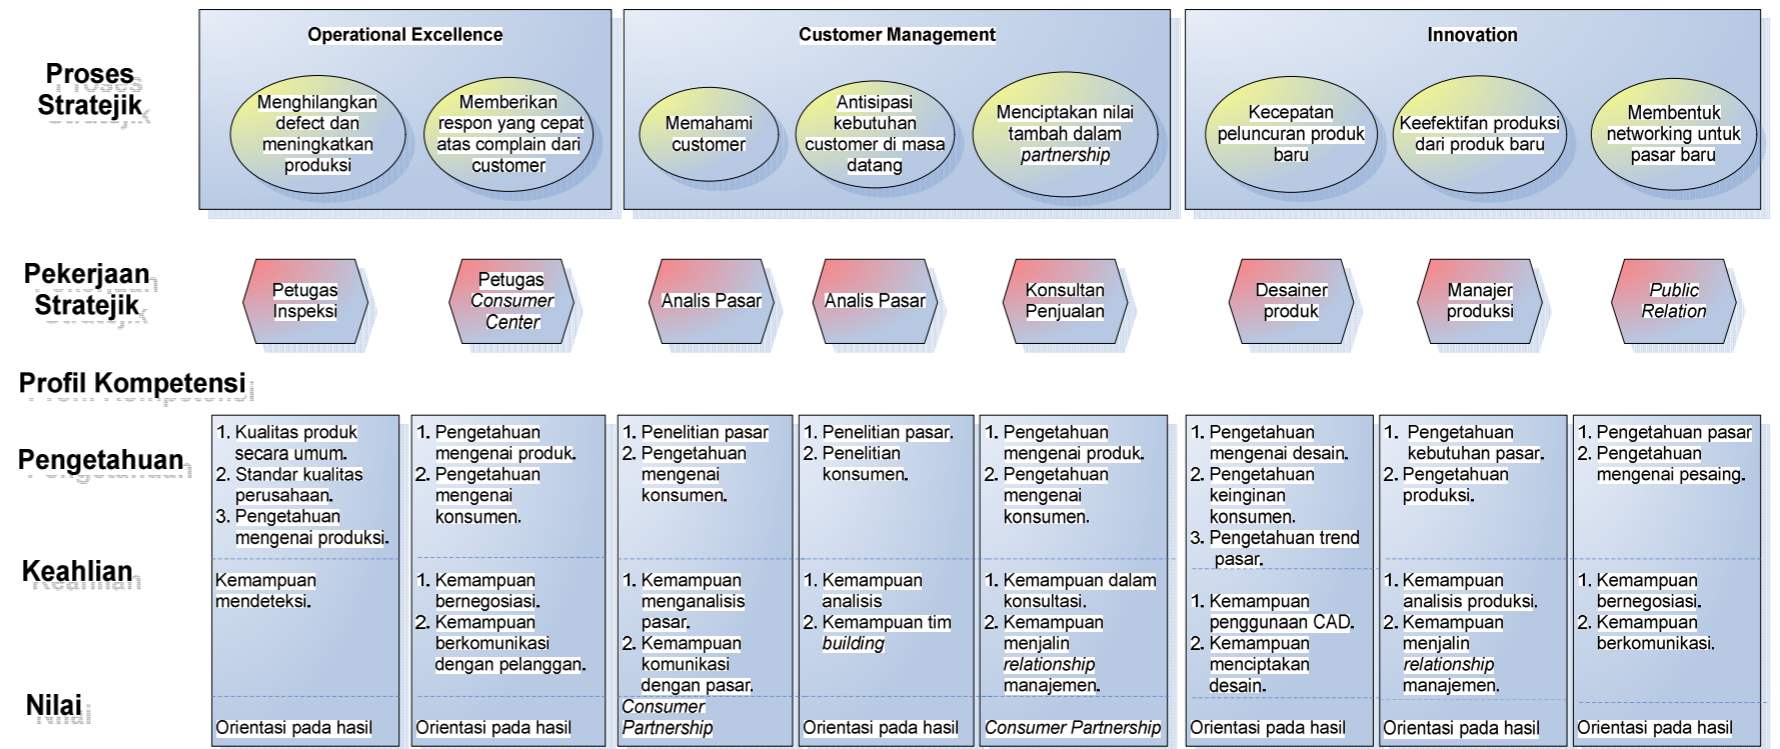 Proses
Stratejik
Operational Excellence
Menghilangkan
defect dan
meningkatkan
produksi
Memberikan
respon yang cepat
atas complain dari
customer
Customer Management
Memahami
customer
Antisipasi
kebutuhan
customer di masa
datang
Menciptakan nilai
tambah dalam
partnership
Innovation
Kecepatan
peluncuran produk
baru
Keefektifan produksi
dari produk baru
Membentuk
networking untuk
pasar baru
Pekerjaan
Stratejik
Petugas
Inspeksi
Petugas
Consumer
Center
Analis Pasar
Analis Pasar
Konsultan
Penjualan
Desainer
produk
Manajer
produksi
Public
Relation
Profil Kompetensi
Pengetahuan
1. Kualitas produk
secara umum.
2. Standar kualitas
perusahaan.
3. Pengetahuan
mengenai produksi.
1. Pengetahuan
mengenai produk.
2. Pengetahuan
mengenai
konsumen.
1. Penelitian pasar
2. Pengetahuan
mengenai
konsumen.
1. Penelitian pasar.
2. Penelitian
konsumen.
1. Pengetahuan
mengenai produk.
2. Pengetahuan
mengenai
konsumen.
1. Pengetahuan
mengenai desain.
2. Pengetahuan
keinginan
konsumen.
3. Pengetahuan trend
pasar.
1. Pengetahuan
kebutuhan pasar.
2. Pengetahuan
produksi.
1. Pengetahuan pasar
2. Pengetahuan
mengenai pesaing.
Keahlian
Kemampuan
mendeteksi.
1. Kemampuan
bernegosiasi.
2. Kemampuan
berkomunikasi
dengan pelanggan.
1. Kemampuan
menganalisis
pasar.
2. Kemampuan
komunikasi
dengan pasar.
1. Kemampuan
analisis
2. Kemampuan tim
building
1. Kemampuan dalam
konsultasi.
2. Kemampuan
menjalin
relationship
manajemen.
1. Kemampuan
penggunaan CAD.
2. Kemampuan
menciptakan
desain.
1. Kemampuan
analisis produksi.
2. Kemampuan
menjalin
relationship
manajemen.
1. Kemampuan
bernegosiasi.
2. Kemampuan
berkomunikasi.
Nilai
Orientasi pada hasil
Orientasi pada hasil
Consumer
Partnership
Orientasi pada hasil
Consumer Partnership
Orientasi pada hasil
Orientasi pada hasil
Orientasi pada hasil